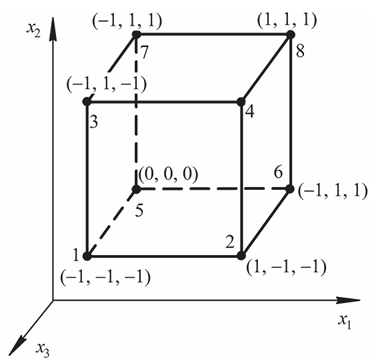 x2
(–1, 1, 1)
(1, 1, 1)
7
8
(–1, 1, –1)
3
4
(0, 0, 0)
5
6
(–1, 1, 1)
1
2
(–1, –1, –1)
(1, –1, –1)
x1
x3